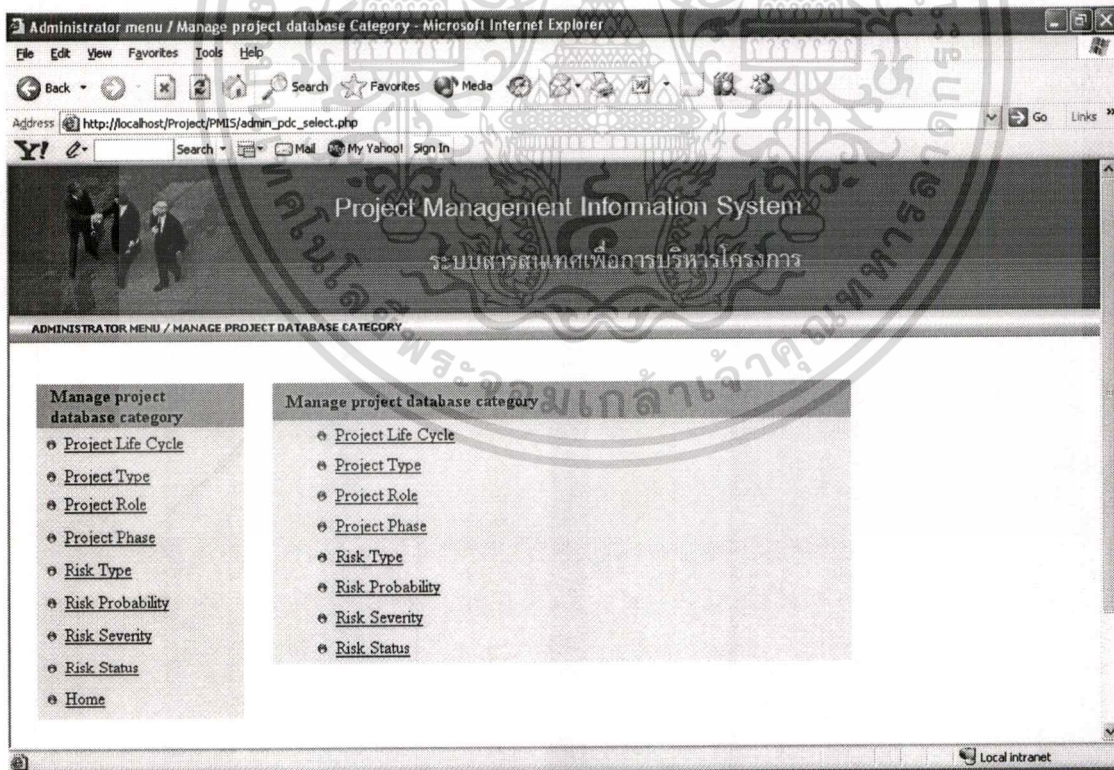 Administrator menu / Manage project database Category - Microsoft Internet Explorer
File Edit View Favorites Tools Help
Back Search Favorites Media
Address http://localhost/Project/PMIS/admin_pdc_select.php Go Links »
Y! Search Mail My Yahoo! Sign In
Project Management Information System
ระบบสารสนเทศเพื่อการบริหารโครงการ
ADMINISTRATOR MENU / MANAGE PROJECT DATABASE CATEGORY
Manage project
database category
Project Life Cycle
Project Type
Project Role
Project Phase
Risk Type
Risk Probability
Risk Severity
Risk Status
Home
Manage project database category
Project Life Cycle
Project Type
Project Role
Project Phase
Risk Type
Risk Probability
Risk Severity
Risk Status
Local intranet